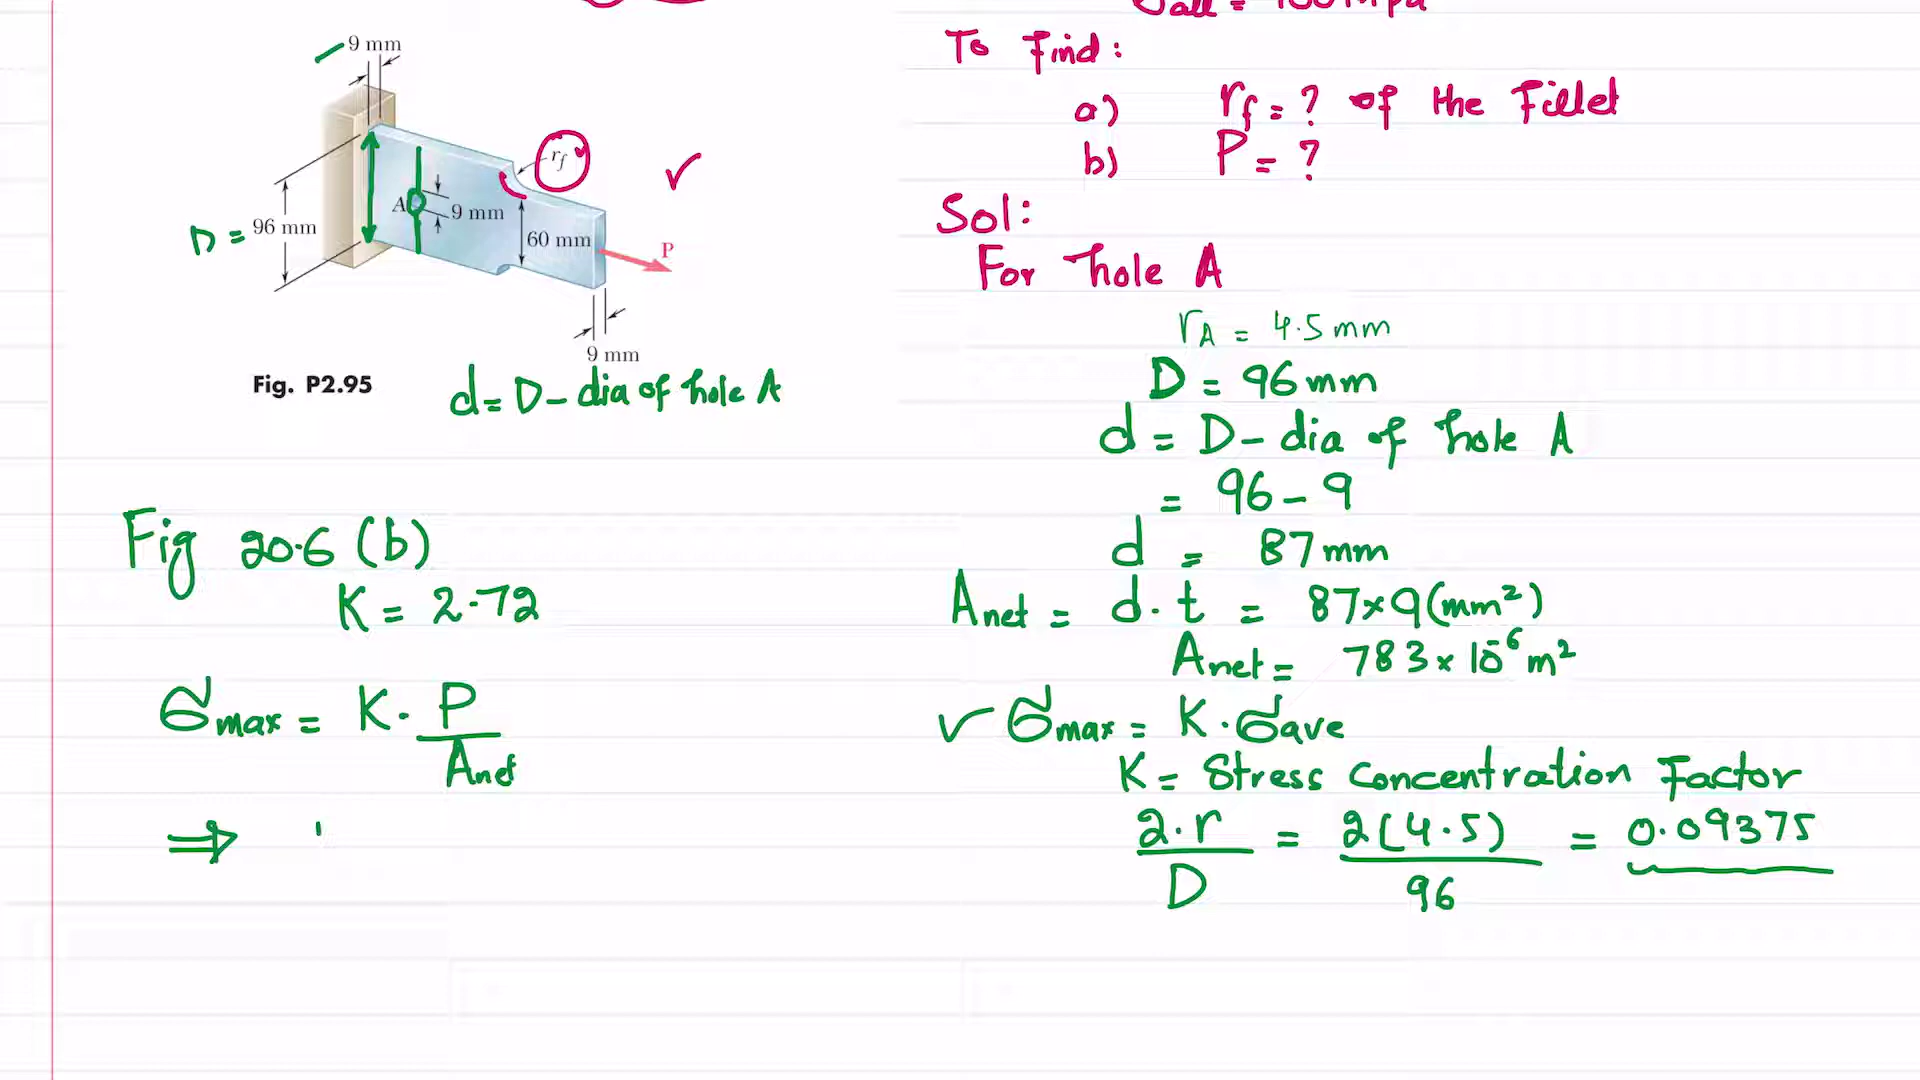 9 mm
r_f
A
9 mm
D = 96 mm
60 mm
P
9 mm
Fig. P2.95
d = D - dia of hole A
Fig 20.6 (b)
K = 2.72
σmax = K. P / Anet
⇒
To Find:
a) r_f = ? of the Fillet
b) P = ?
Sol:
For hole A
r_A = 4.5 mm
D = 96 mm
d = D - dia of hole A
= 96 - 9
d = 87 mm
Anet = d. t = 87 × 9 (mm²)
Anet = 783 × 10⁻⁶ m²
✓ σmax = K. σave
K = Stress Concentration Factor
2.r / D = 2(4.5) / 96 = 0.09375